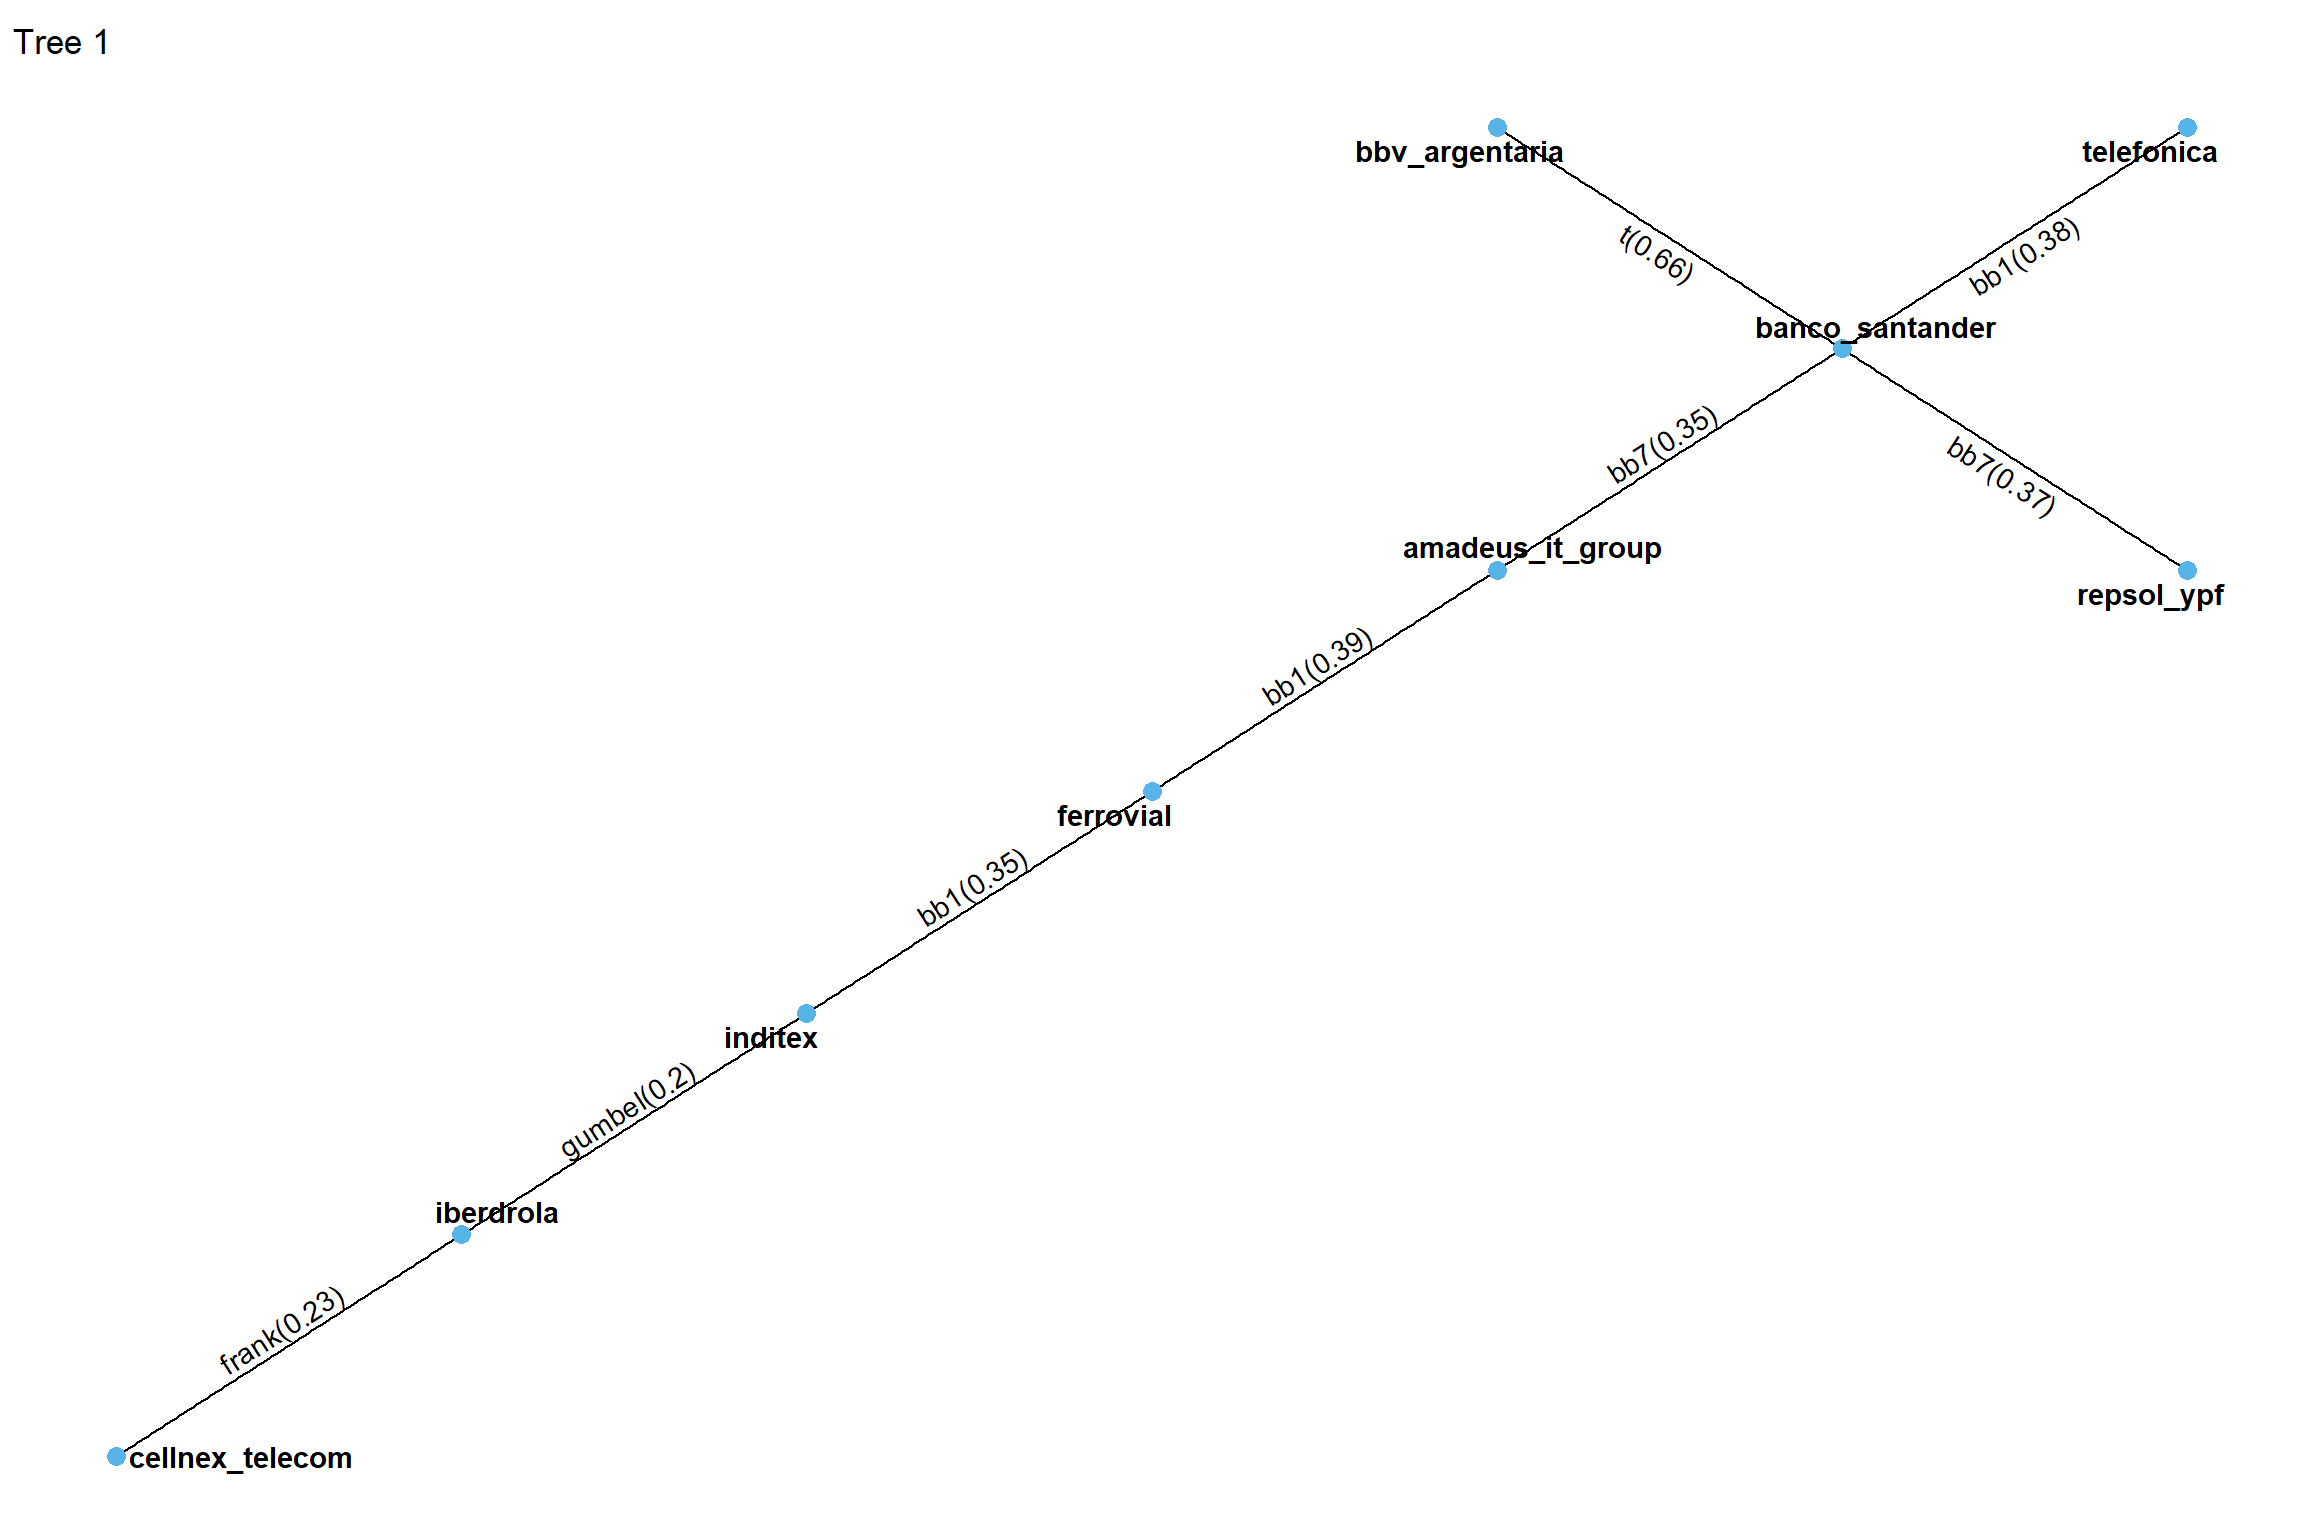 Tree 1
bbv_argentaria
telefonica
t(0.66)
bb1(0.38)
banco_santander
bb7(0.35)
bb7(0.37)
amadeus_it_group
repsol_ypf
bb1(0.39)
ferrovial
bb1(0.35)
inditex
gumbel(0.2)
iberdrola
frank(0.23)
cellnex_telecom